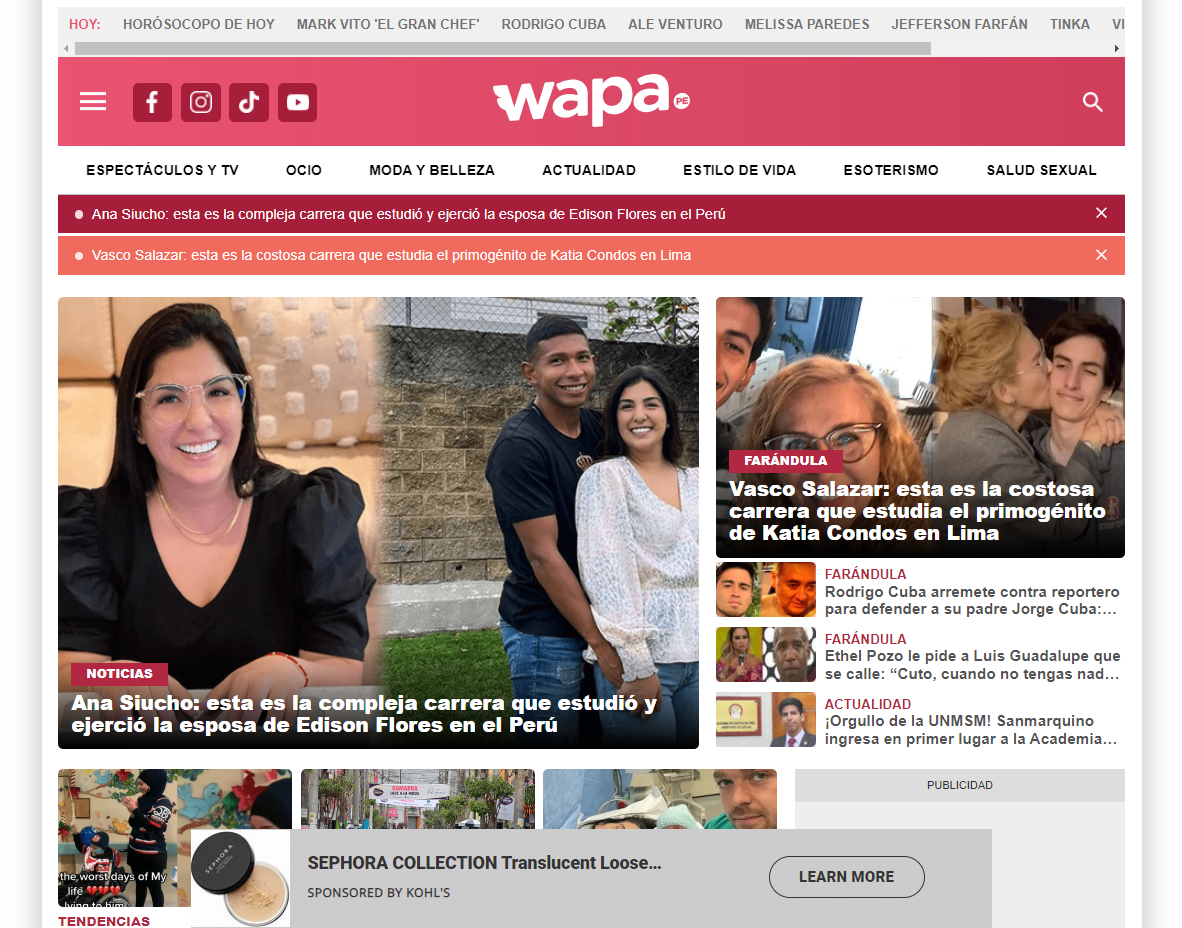 HOY: HORÓSOCOPO DE HOY MARK VITO 'EL GRAN CHEF' RODRIGO CUBA ALE VENTURO MELISSA PAREDES JEFFERSON FARFÁN TINKA
wapa PE
ESPECTÁCULOS Y TV OCIO MODA Y BELLEZA ACTUALIDAD ESTILO DE VIDA ESOTERISMO SALUD SEXUAL
Ana Siucho: esta es la compleja carrera que estudió y ejerció la esposa de Edison Flores en el Perú
Vasco Salazar: esta es la costosa carrera que estudia el primogénito de Katia Condos en Lima
NOTICIAS
Ana Siucho: esta es la compleja carrera que estudió y
ejerció la esposa de Edison Flores en el Perú
FARÁNDULA
Vasco Salazar: esta es la costosa
carrera que estudia el primogénito
de Katia Condos en Lima
FARÁNDULA
Rodrigo Cuba arremete contra reportero
para defender a su padre Jorge Cuba:...
FARÁNDULA
Ethel Pozo le pide a Luis Guadalupe que
se calle: “Cuto, cuando no tengas nad...
ACTUALIDAD
¡Orgullo de la UNMSM! Sanmarquino
ingresa en primer lugar a la Academia...
the worst days of My
life
lying to him
TENDENCIAS
GAMARRA
PUBLICIDAD
SEPHORA
SEPHORA COLLECTION Translucent Loose...
SPONSORED BY KOHL'S
LEARN MORE